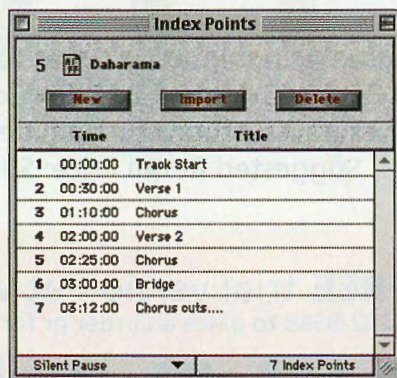 Index Points
5 Daharama
New Import Delete
Time Title
1 00:00:00 Track Start
2 00:30:00 Verse 1
3 01:10:00 Chorus
4 02:00:00 Verse 2
5 02:25:00 Chorus
6 03:00:00 Bridge
7 03:12:00 Chorus outs....
Silent Pause 7 Index Points